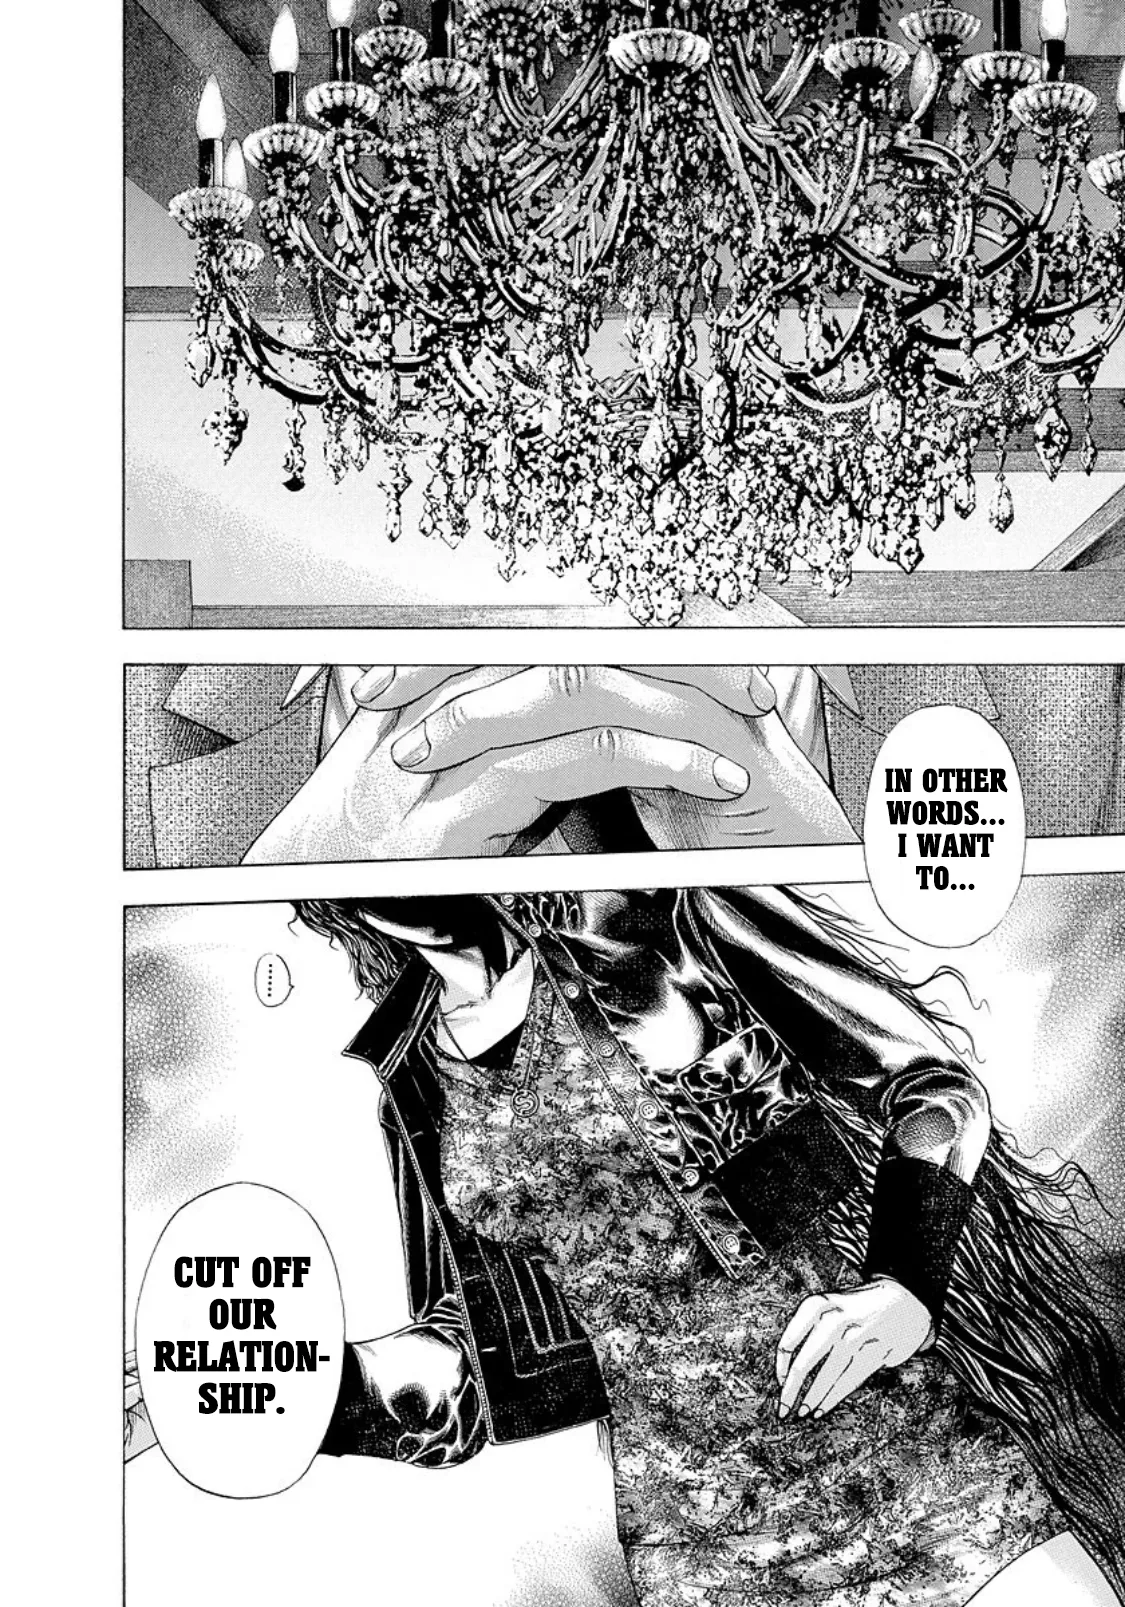 IN OTHER
WORDS...
I WANT
TO...
......
CUT OFF
OUR
RELATION-
SHIP.
S